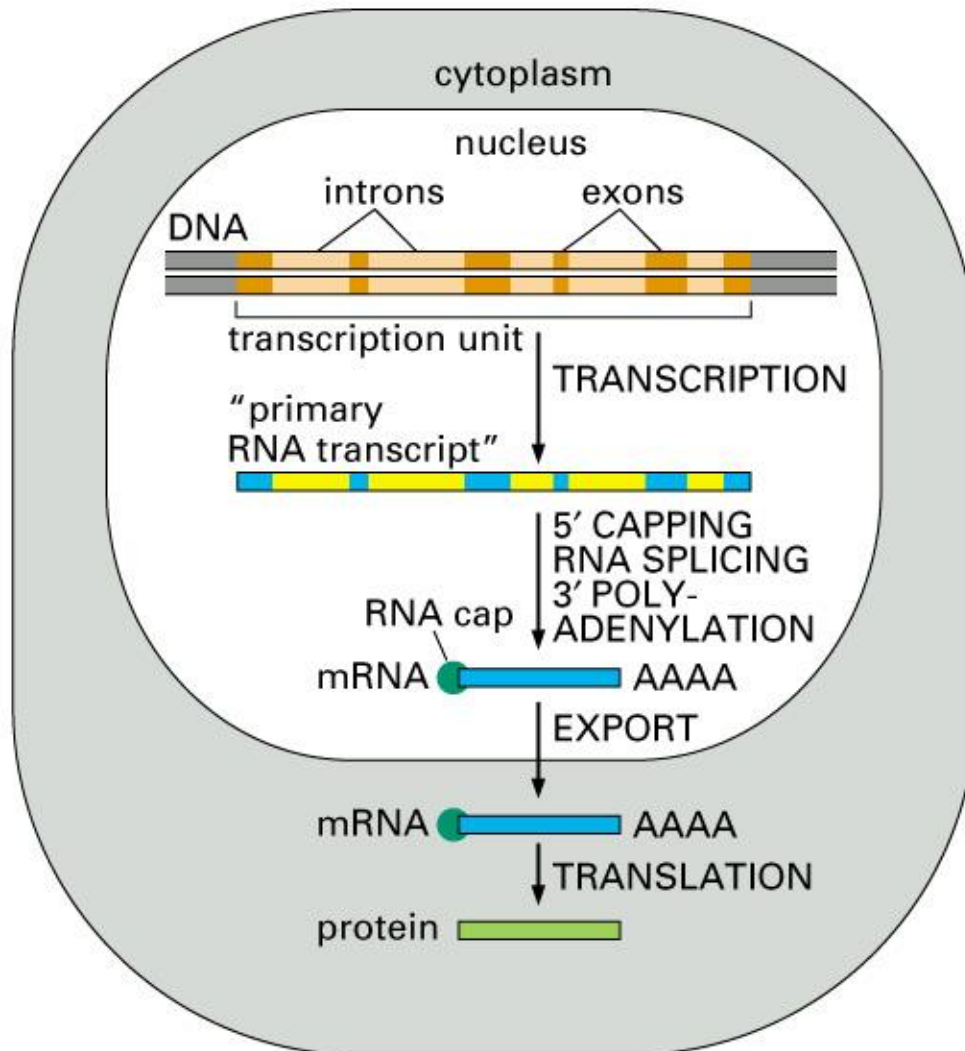 cytoplasm
nucleus
introns
exons
DNA
transcription unit
TRANSCRIPTION
“primary
RNA transcript”
5′ CAPPING
RNA SPLICING
3′ POLY-
ADENYLATION
RNA cap
mRNA AAAA
EXPORT
mRNA AAAA
TRANSLATION
protein